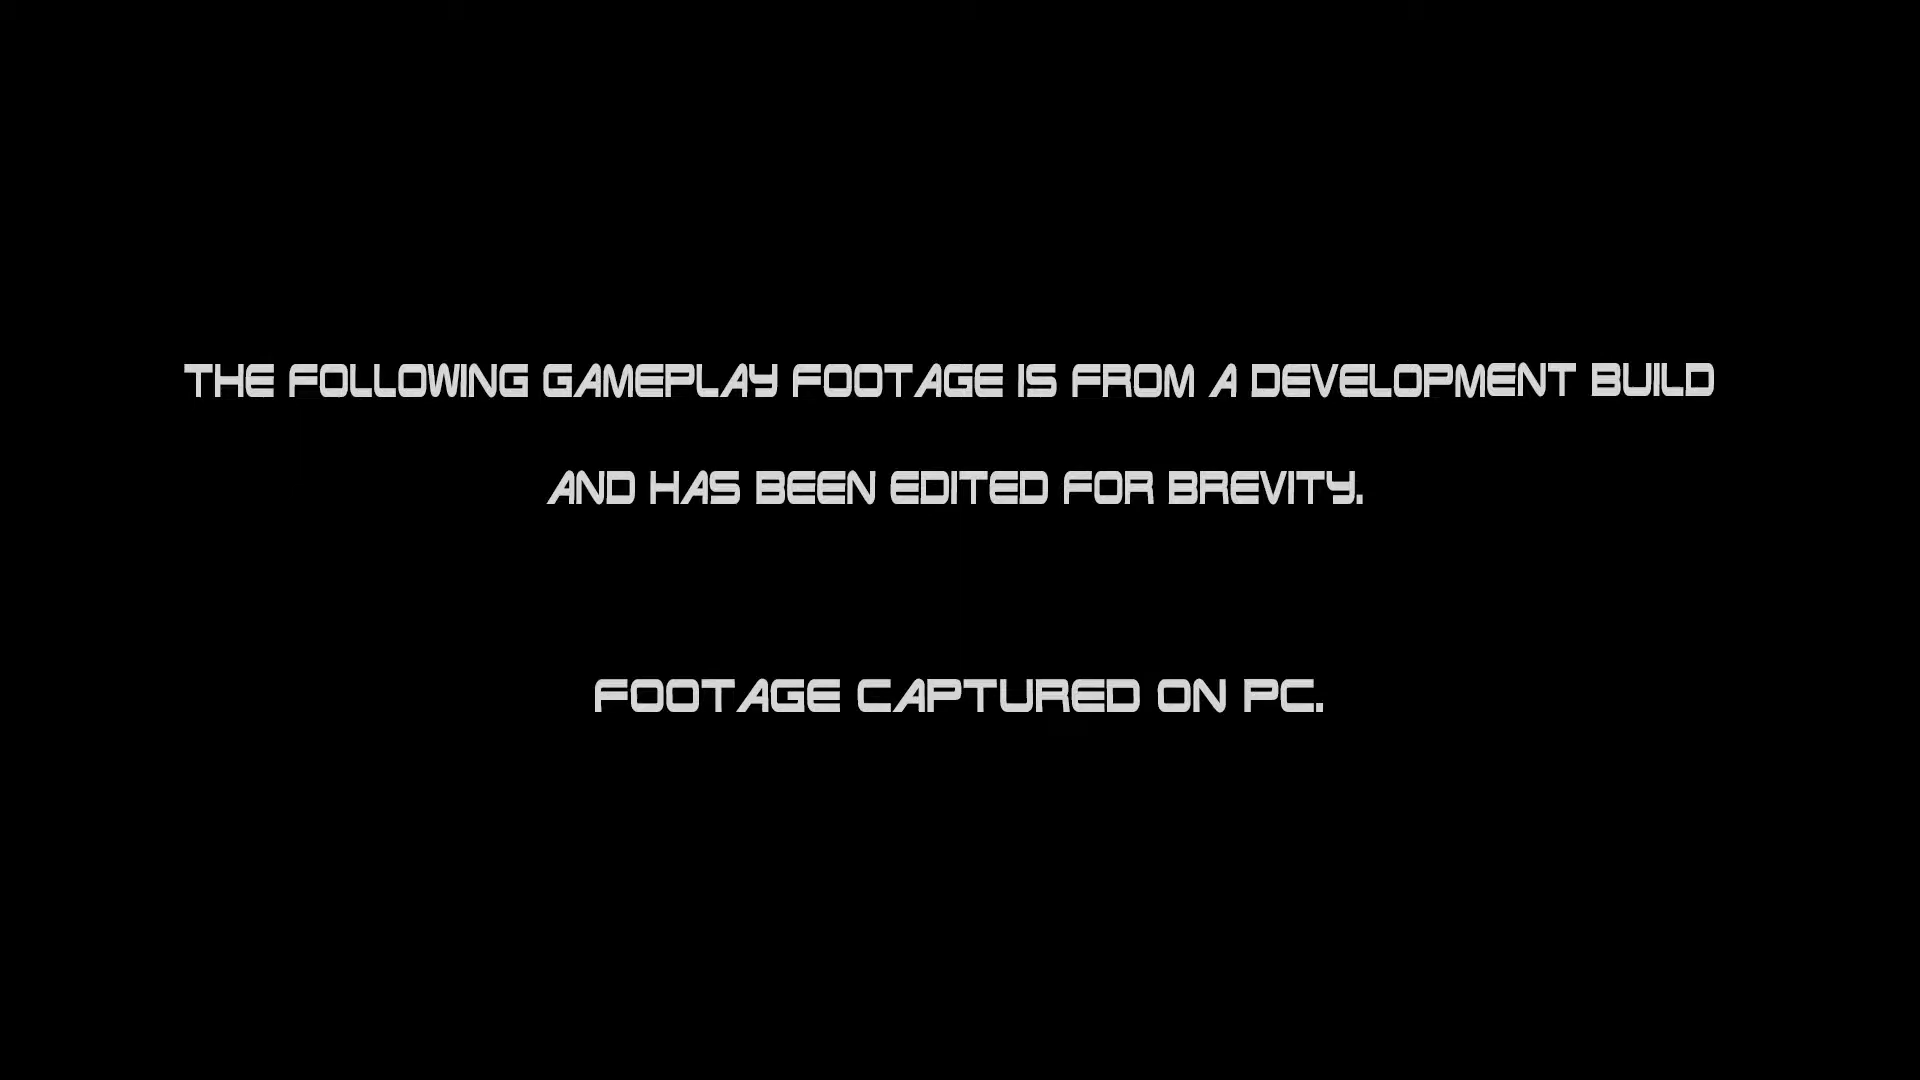 THE FOLLOWING GAMEPLAY FOOTAGE IS FROM A DEVELOPMENT BUILD
AND HAS BEEN EDITED FOR BREVITY.
FOOTAGE CAPTURED ON PC.